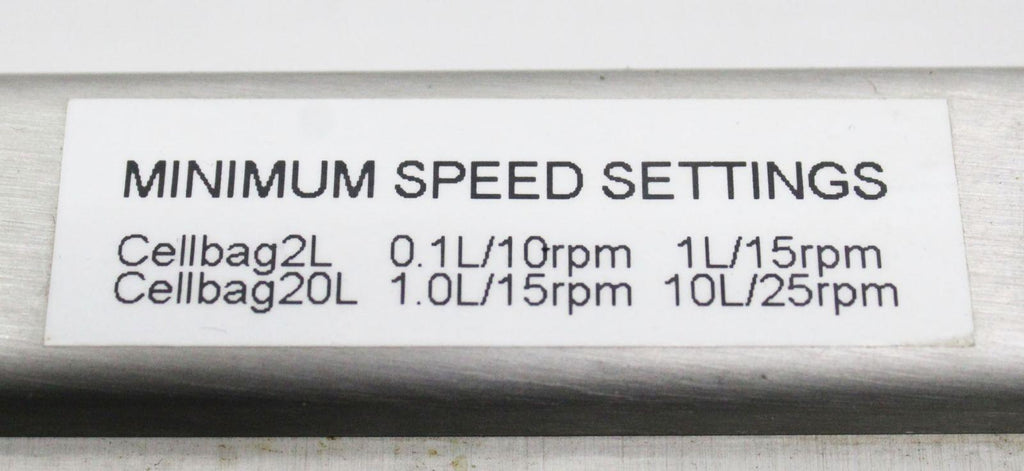 MINIMUM SPEED SETTINGS
Cellbag2L 0.1L/10rpm 1L/15rpm
Cellbag20L 1.0L/15rpm 10L/25rpm